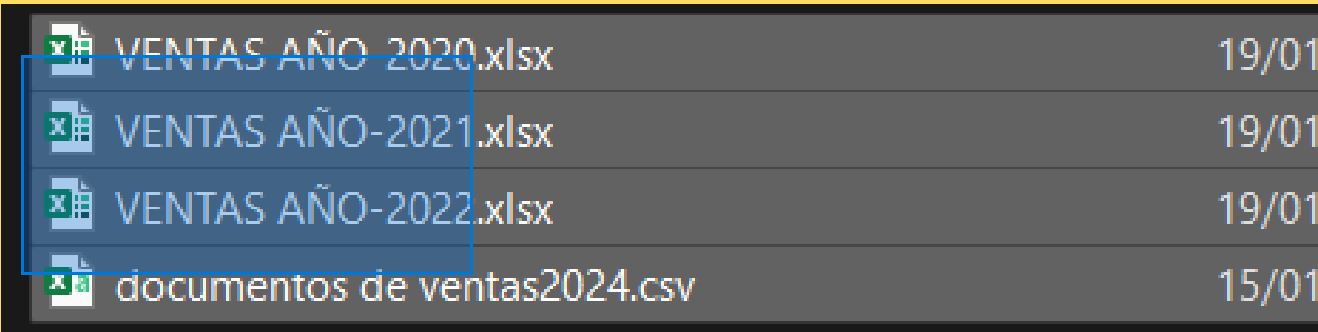 VENTAS AÑO-2020.xlsx 19/01
VENTAS AÑO-2021.xlsx 19/01
VENTAS AÑO-2022.xlsx 19/01
documentos de ventas2024.csv 15/01